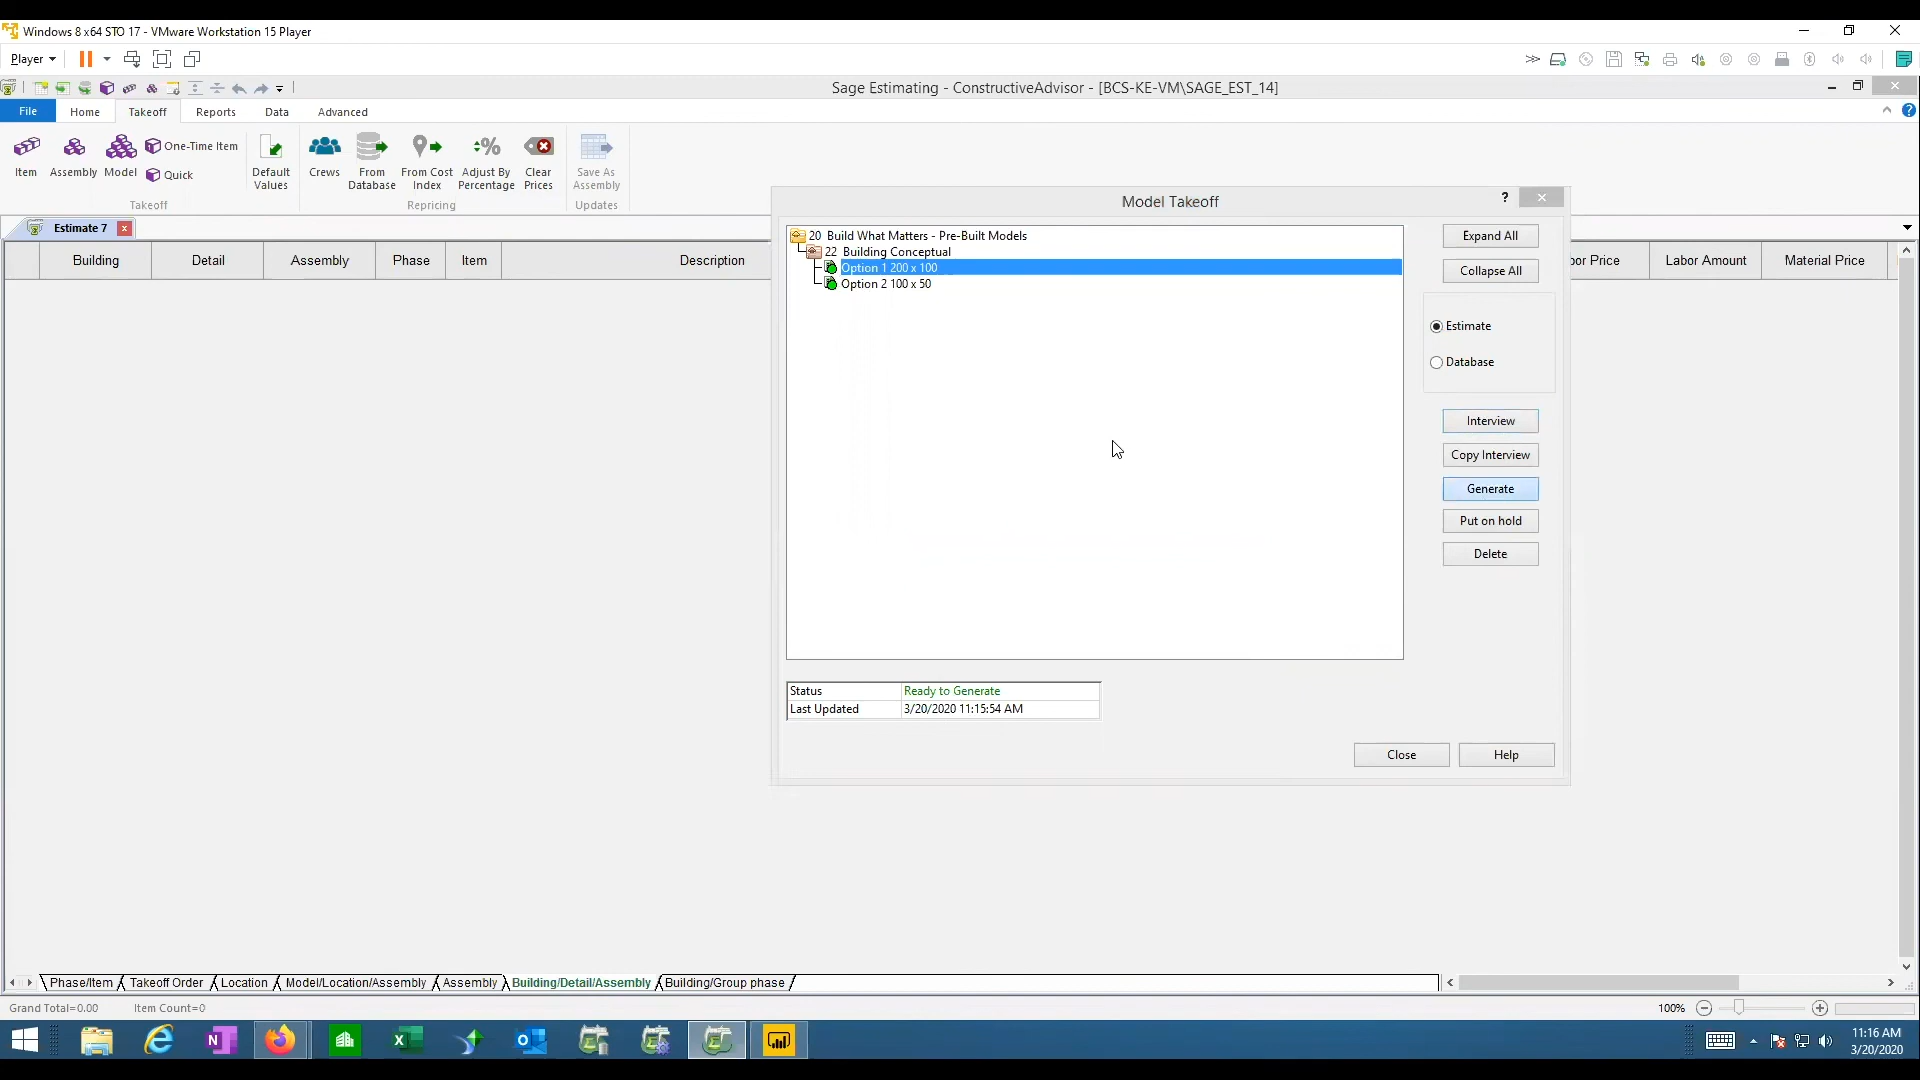 Windows 8 x64 STO 17 - VMware Workstation 15 Player
Player
Sage Estimating - ConstructiveAdvisor - [BCS-KE-VM\SAGE_EST_14]
File Home Takeoff Reports Data Advanced
Item Assembly Model One-Time Item Quick
Default Values
Crews From Database From Cost Index Adjust By Percentage Clear Prices
Save As Assembly
Takeoff Repricing Updates
Estimate 7
Building Detail Assembly Phase Item Description
Price Labor Amount Material Price
Model Takeoff
20 Build What Matters - Pre-Built Models
22 Building Conceptual
Option 1 200 x 100
Option 2 100 x 50
Expand All
Collapse All
Estimate
Database
Interview
Copy Interview
Generate
Put on hold
Delete
Status Ready to Generate
Last Updated 3/20/2020 11:15:54 AM
Close Help
Phase/Item Takeoff Order Location Model/Location/Assembly Assembly Building/Detail/Assembly Building/Group phase
Grand Total=0.00 Item Count=0
100%
11:16 AM
3/20/2020